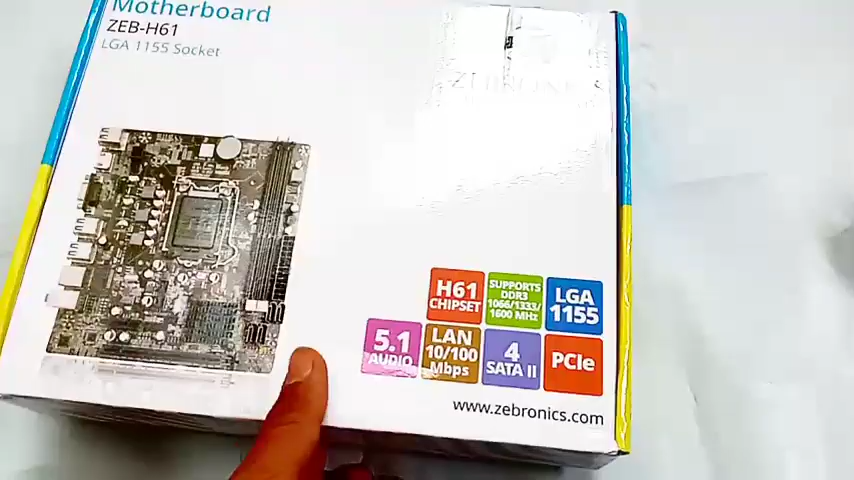 Motherboard
ZEB-H61
LGA 1155 Socket
ZEBRONICS
H61
CHIPSET
SUPPORTS
DDR3
1066/1333/
1600 MHz
LGA
1155
5.1
AUDIO
LAN
10/100
Mbps
4
SATA II
PCIe
www.zebronics.com